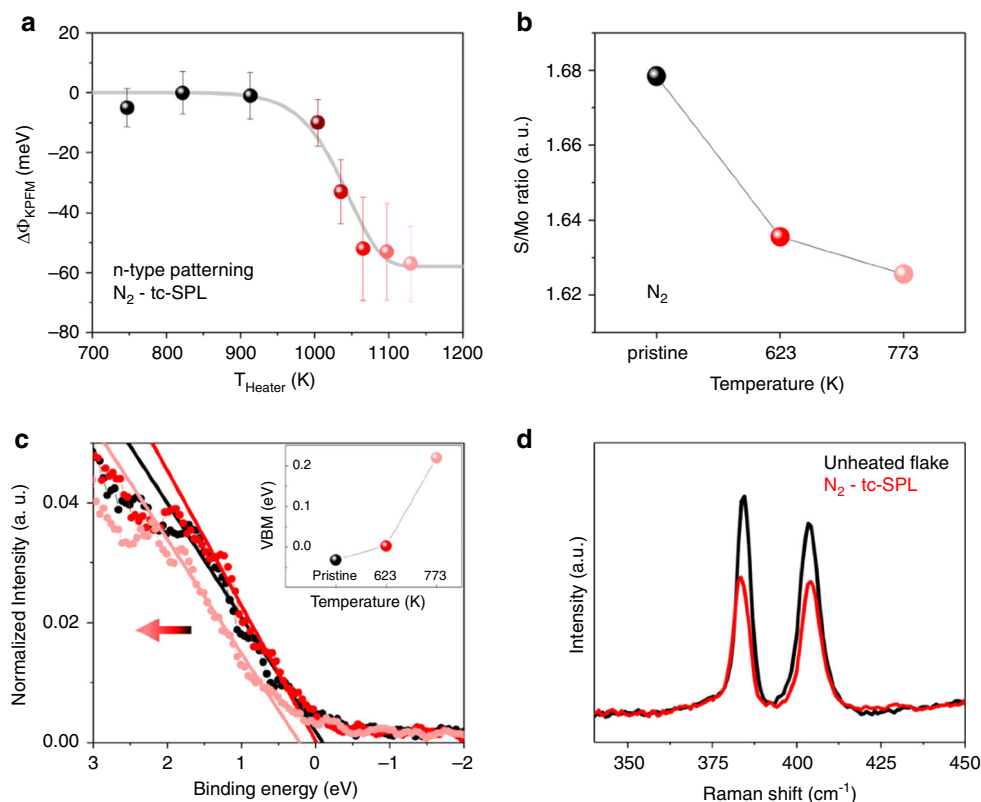 a
20
0
–20
–40
–60
–80
ΔΦKPFM (meV)
n-type patterning
N2 - tc-SPL
700 800 900 1000 1100 1200
THeater (K)
b
1.68
1.66
1.64
1.62
S/Mo ratio (a. u.)
N2
pristine 623 773
Temperature (K)
c
0.04
0.02
0.00
Normalized Intensity (a. u.)
3 2 1 0 –1 –2
Binding energy (eV)
0.2
0.1
0.0
VBM (eV)
Pristine 623 773
Temperature (K)
d
Unheated flake
N2 - tc-SPL
Intensity (a.u.)
350 375 400 425 450
Raman shift (cm-1)